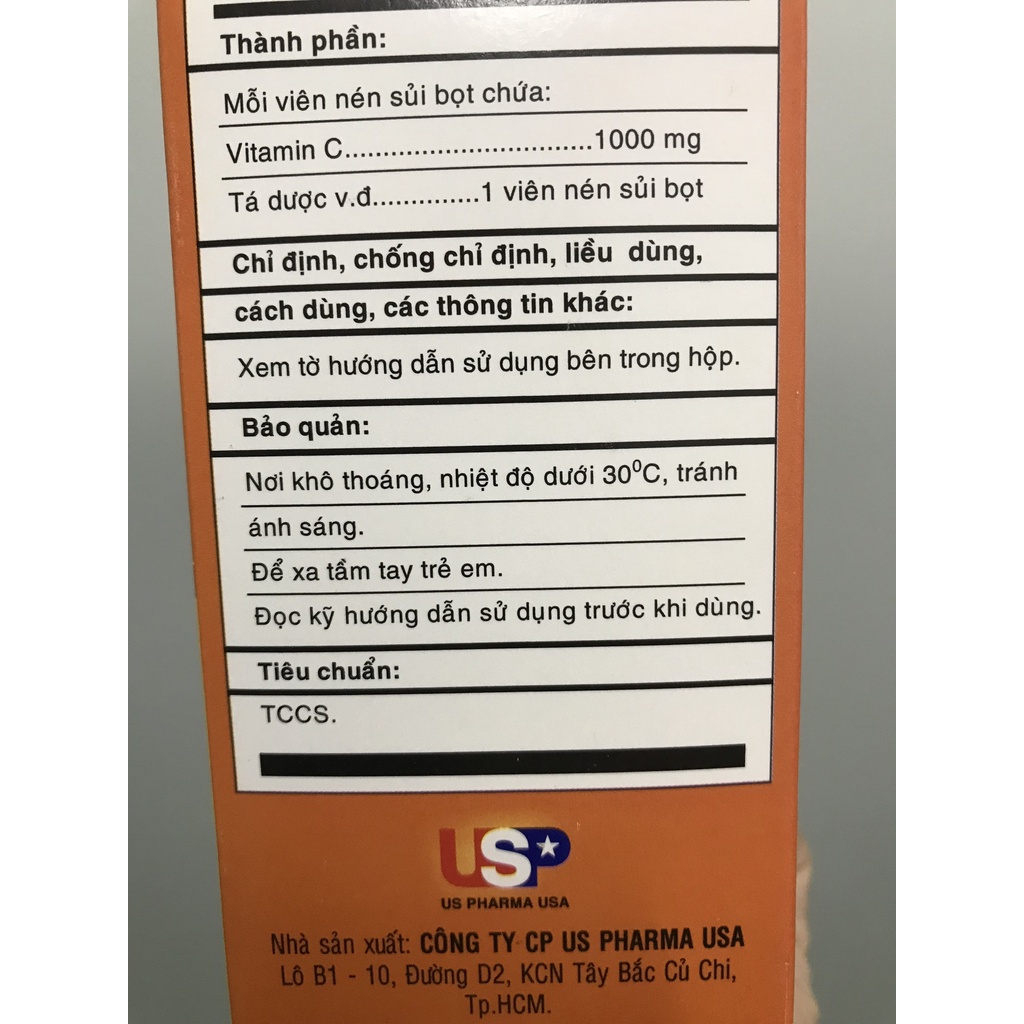 Thành phần:
Mỗi viên nén sủi bọt chứa:
Vitamin C................................1000 mg
Tá dược v.đ..............1 viên nén sủi bọt
Chỉ định, chống chỉ định, liều dùng,
cách dùng, các thông tin khác:
Xem tờ hướng dẫn sử dụng bên trong hộp.
Bảo quản:
Nơi khô thoáng, nhiệt độ dưới 30⁰C, tránh
ánh sáng.
Để xa tầm tay trẻ em.
Đọc kỹ hướng dẫn sử dụng trước khi dùng.
Tiêu chuẩn:
TCCS.
USP
US PHARMA USA
Nhà sản xuất: CÔNG TY CP US PHARMA USA
Lô B1 - 10, Đường D2, KCN Tây Bắc Củ Chi,
Tp.HCM.